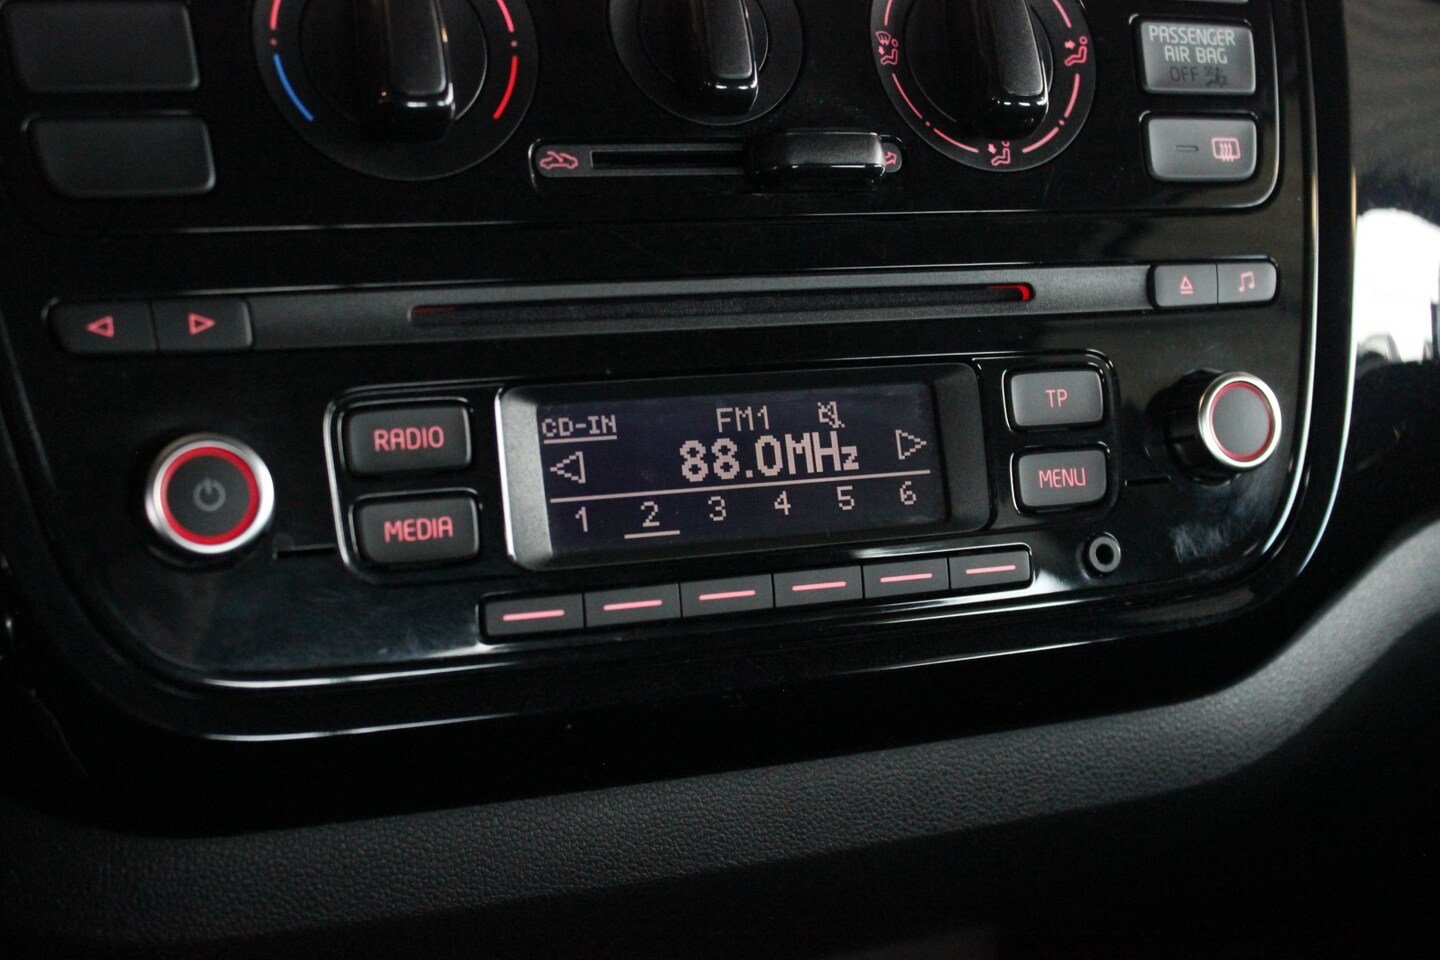 PASSENGER
AIR BAG
OFF
RADIO
MEDIA
CD-IN
FM1
88.0MHz
1 2 3 4 5 6
TP
MENU